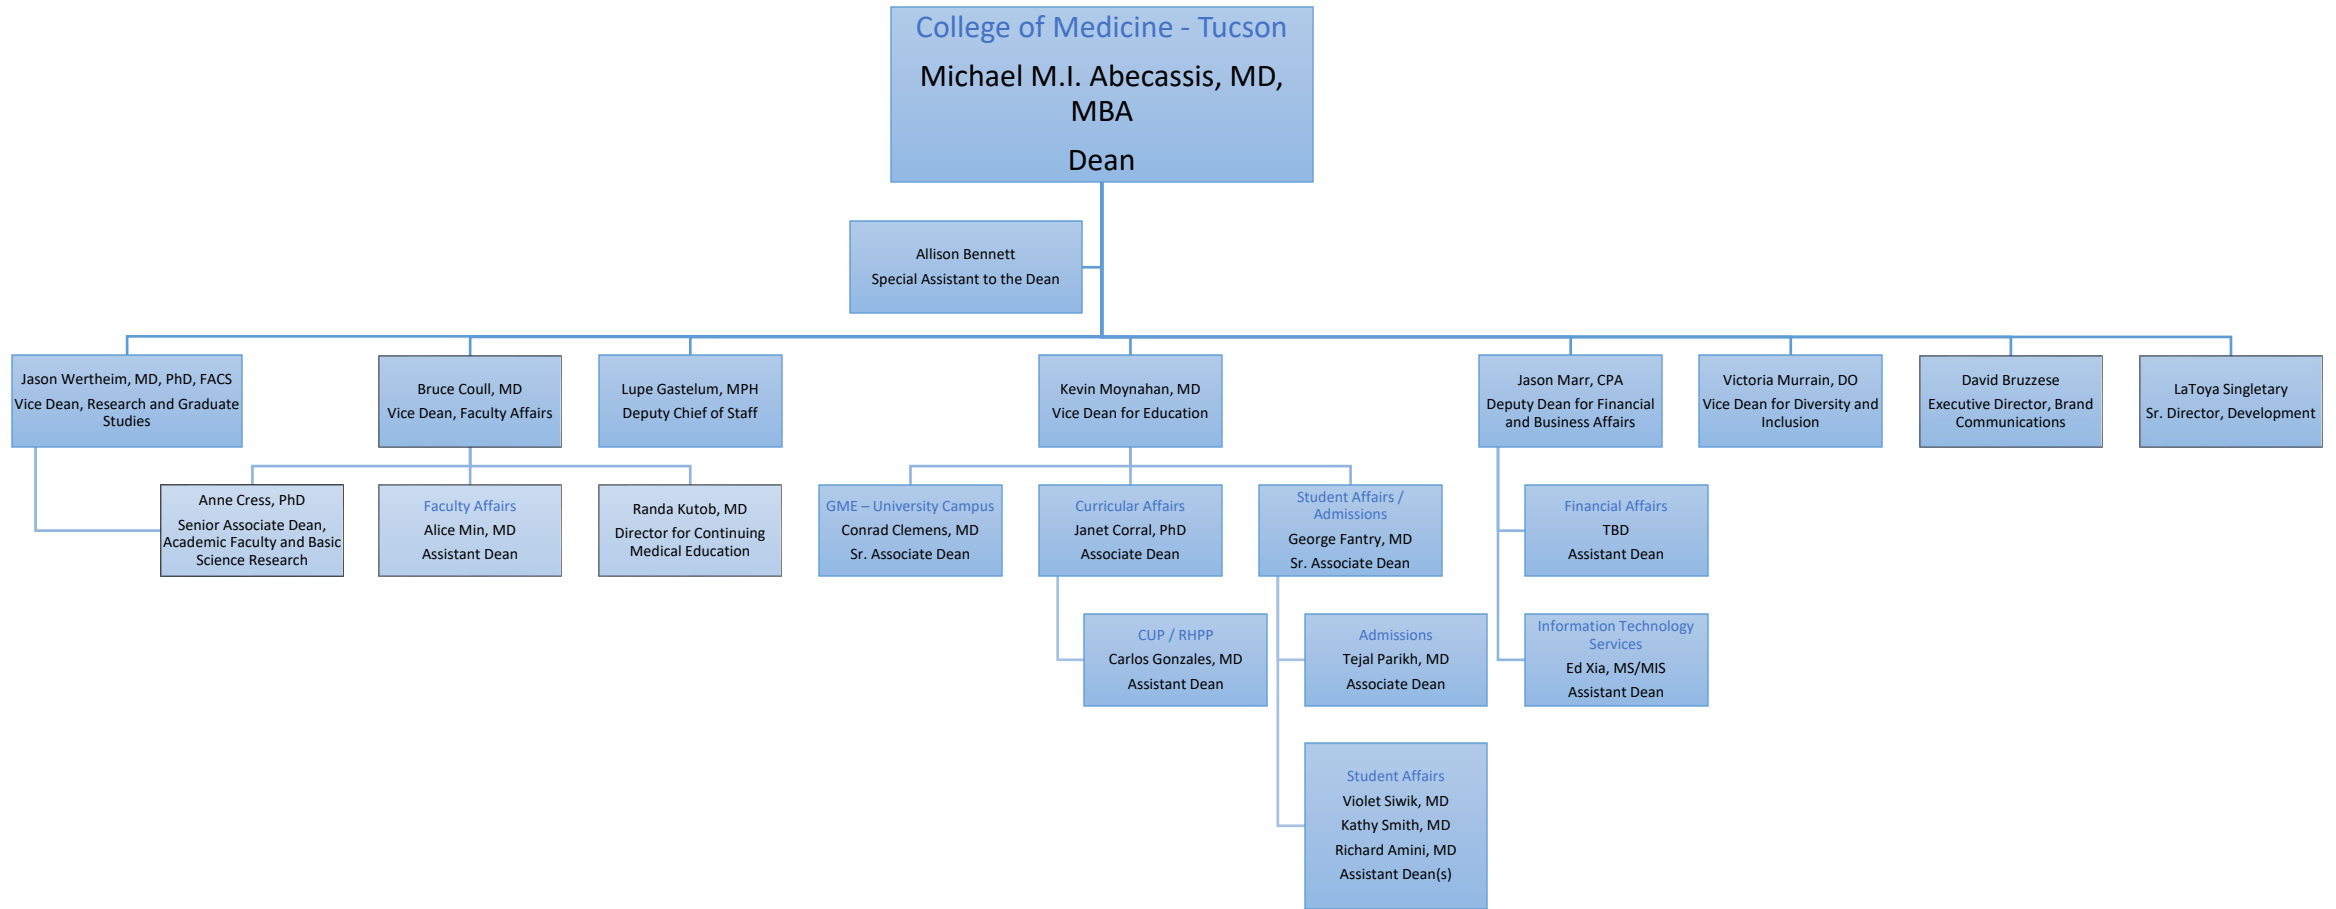 College of Medicine - Tucson
Michael M.I. Abecassis, MD,
MBA
Dean
Allison Bennett
Special Assistant to the Dean
Jason Wertheim, MD, PhD, FACS
Vice Dean, Research and Graduate
Studies
Bruce Coull, MD
Vice Dean, Faculty Affairs
Lupe Gastelum, MPH
Deputy Chief of Staff
Kevin Moynahan, MD
Vice Dean for Education
Jason Marr, CPA
Deputy Dean for Financial
and Business Affairs
Victoria Murrain, DO
Vice Dean for Diversity and
Inclusion
David Bruzzese
Executive Director, Brand
Communications
LaToya Singletary
Sr. Director, Development
Anne Cress, PhD
Senior Associate Dean,
Academic Faculty and Basic
Science Research
Faculty Affairs
Alice Min, MD
Assistant Dean
Randa Kutob, MD
Director for Continuing
Medical Education
GME – University Campus
Conrad Clemens, MD
Sr. Associate Dean
Curricular Affairs
Janet Corral, PhD
Associate Dean
Student Affairs /
Admissions
George Fantry, MD
Sr. Associate Dean
Financial Affairs
TBD
Assistant Dean
CUP / RHPP
Carlos Gonzales, MD
Assistant Dean
Admissions
Tejal Parikh, MD
Associate Dean
Information Technology
Services
Ed Xia, MS/MIS
Assistant Dean
Student Affairs
Violet Siwik, MD
Kathy Smith, MD
Richard Amini, MD
Assistant Dean(s)